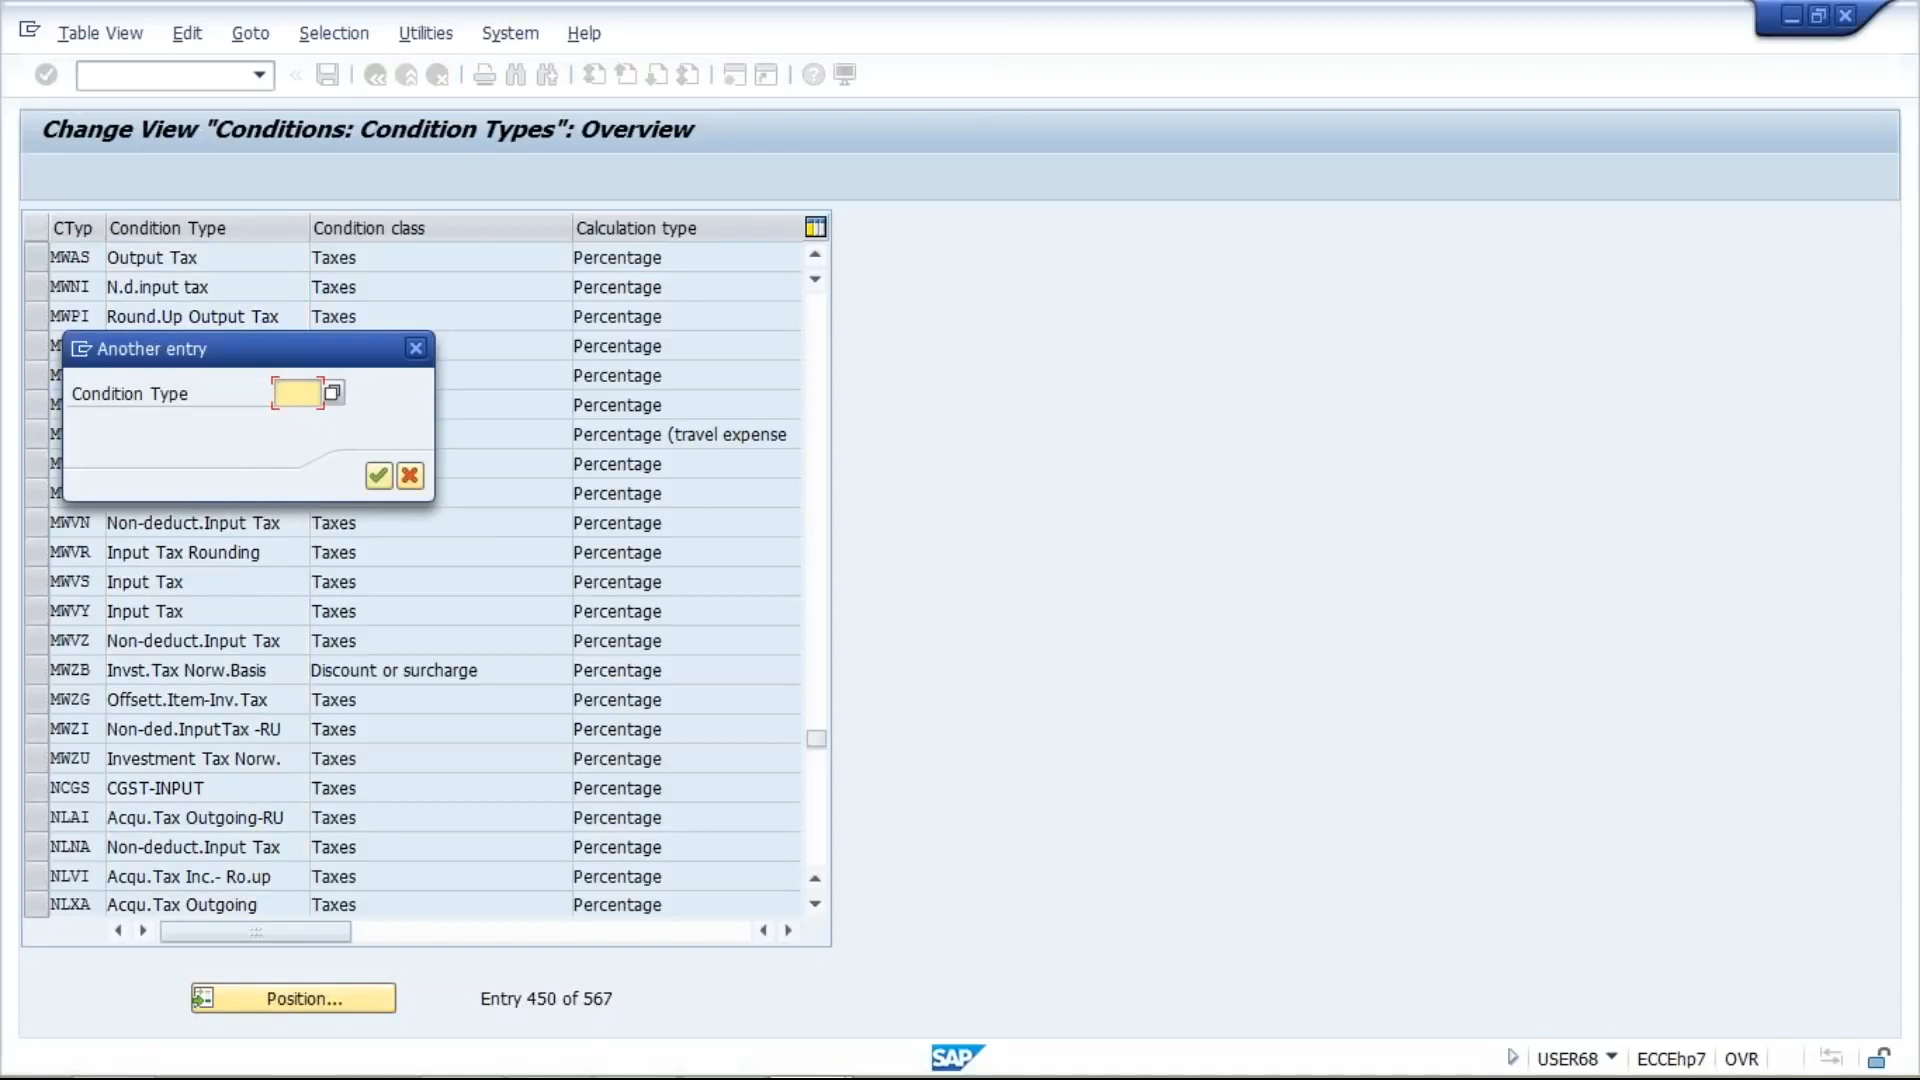 Table View Edit Goto Selection Utilities System Help
Change View "Conditions: Condition Types": Overview
CTyp Condition Type Condition class Calculation type
MWAS Output Tax Taxes Percentage
MWNI N.d.input tax Taxes Percentage
MWPI Round.Up Output Tax Taxes Percentage
M Percentage
Another entry
M Percentage
Condition Type
M Percentage
M Percentage (travel expense
M Percentage
M Percentage
MWVN Non-deduct.Input Tax Taxes Percentage
MWVR Input Tax Rounding Taxes Percentage
MWVS Input Tax Taxes Percentage
MWVY Input Tax Taxes Percentage
MWVZ Non-deduct.Input Tax Taxes Percentage
MWZB Invst.Tax Norw.Basis Discount or surcharge Percentage
MWZG Offsett.Item-Inv.Tax Taxes Percentage
MWZI Non-ded.InputTax -RU Taxes Percentage
MWZU Investment Tax Norw. Taxes Percentage
NCGS CGST-INPUT Taxes Percentage
NLAI Acqu.Tax Outgoing-RU Taxes Percentage
NLNA Non-deduct.Input Tax Taxes Percentage
NLVI Acqu.Tax Inc.- Ro.up Taxes Percentage
NLXA Acqu.Tax Outgoing Taxes Percentage
Position... Entry 450 of 567
SAP USER68 ECCEhp7 OVR